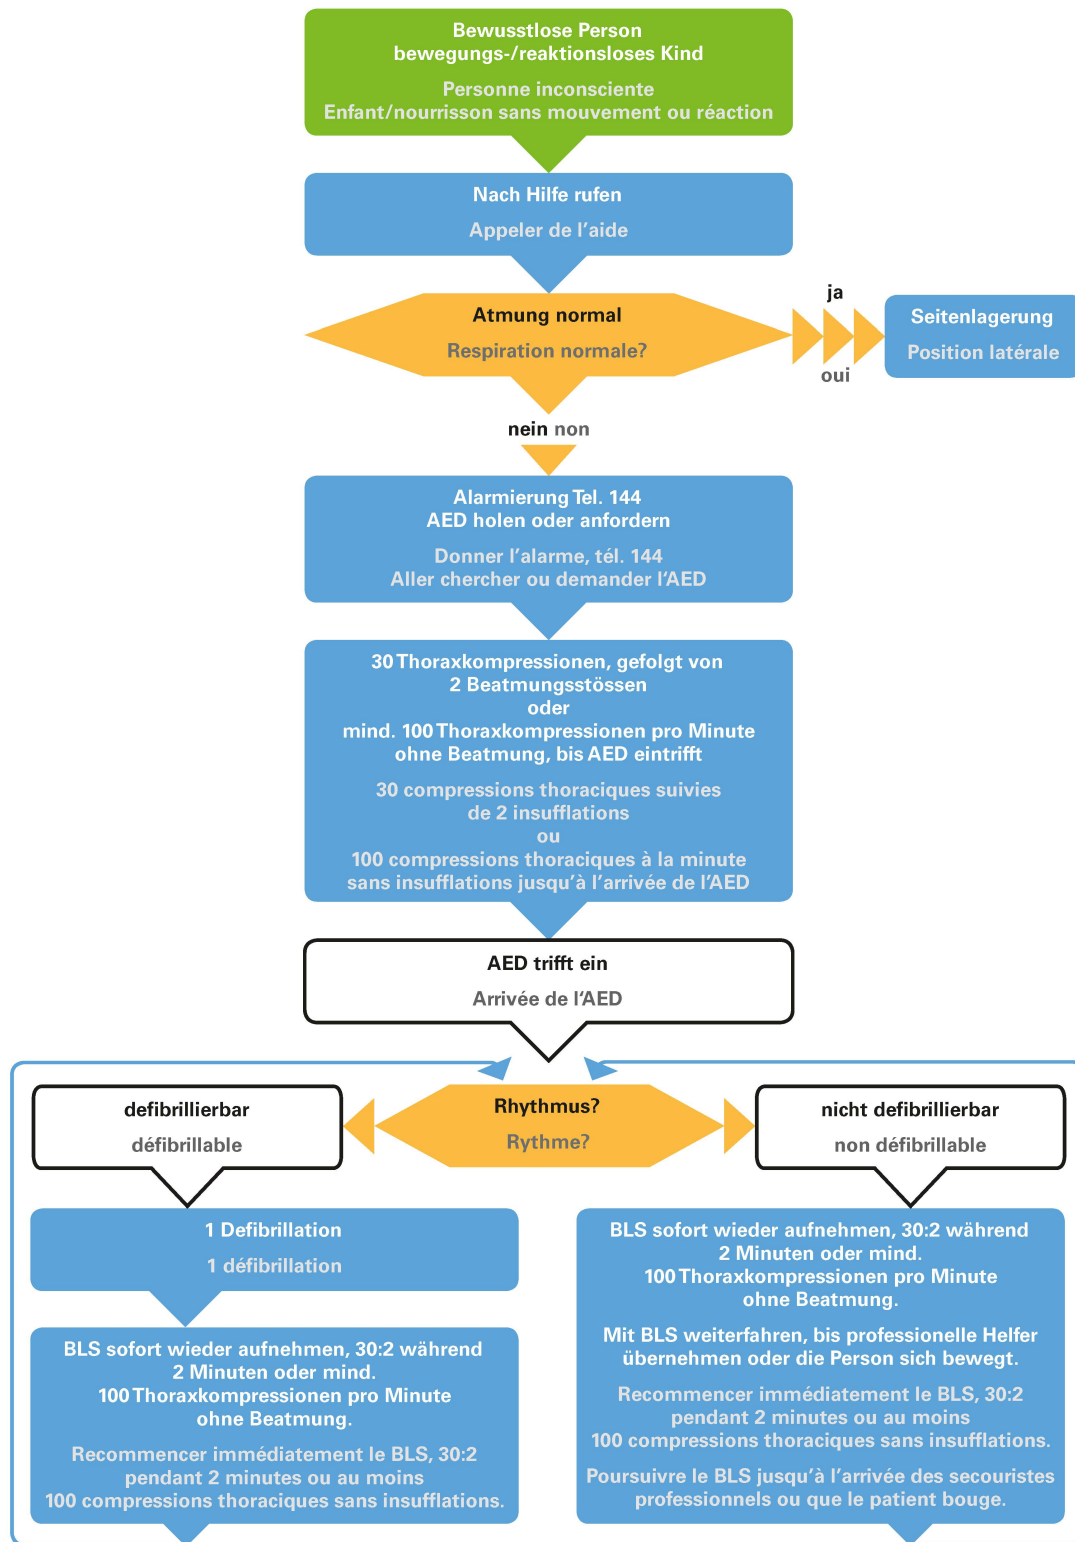 Bewusstlose Person
bewegungs-/reaktionsloses Kind
Personne inconsciente
Enfant/nourrisson sans mouvement ou réaction
Nach Hilfe rufen
Appeler de l’aide
Atmung normal
Respiration normale?
ja
oui
Seitenlagerung
Position latérale
nein non
Alarmierung Tel. 144
AED holen oder anfordern
Donner l’alarme, tél. 144
Aller chercher ou demander l‘AED
30 Thoraxkompressionen, gefolgt von
2 Beatmungsstössen
oder
mind. 100 Thoraxkompressionen pro Minute
ohne Beatmung, bis AED eintrifft
30 compressions thoraciques suivies
de 2 insufflations
ou
100 compressions thoraciques à la minute
sans insufflations jusqu’à l’arrivée de l’AED
AED trifft ein
Arrivée de l‘AED
Rhythmus?
Rythme?
defibrillierbar
défibrillable
nicht defibrillierbar
non défibrillable
1 Defibrillation
1 défibrillation
BLS sofort wieder aufnehmen, 30:2 während
2 Minuten oder mind.
100 Thoraxkompressionen pro Minute
ohne Beatmung.
Recommencer immédiatement le BLS, 30:2
pendant 2 minutes ou au moins
100 compressions thoraciques sans insufflations.
BLS sofort wieder aufnehmen, 30:2 während
2 Minuten oder mind.
100 Thoraxkompressionen pro Minute
ohne Beatmung.
Mit BLS weiterfahren, bis professionelle Helfer
übernehmen oder die Person sich bewegt.
Recommencer immédiatement le BLS, 30:2
pendant 2 minutes ou au moins
100 compressions thoraciques sans insufflations.
Poursuivre le BLS jusqu’à l’arrivée des secouristes
professionnels ou que le patient bouge.